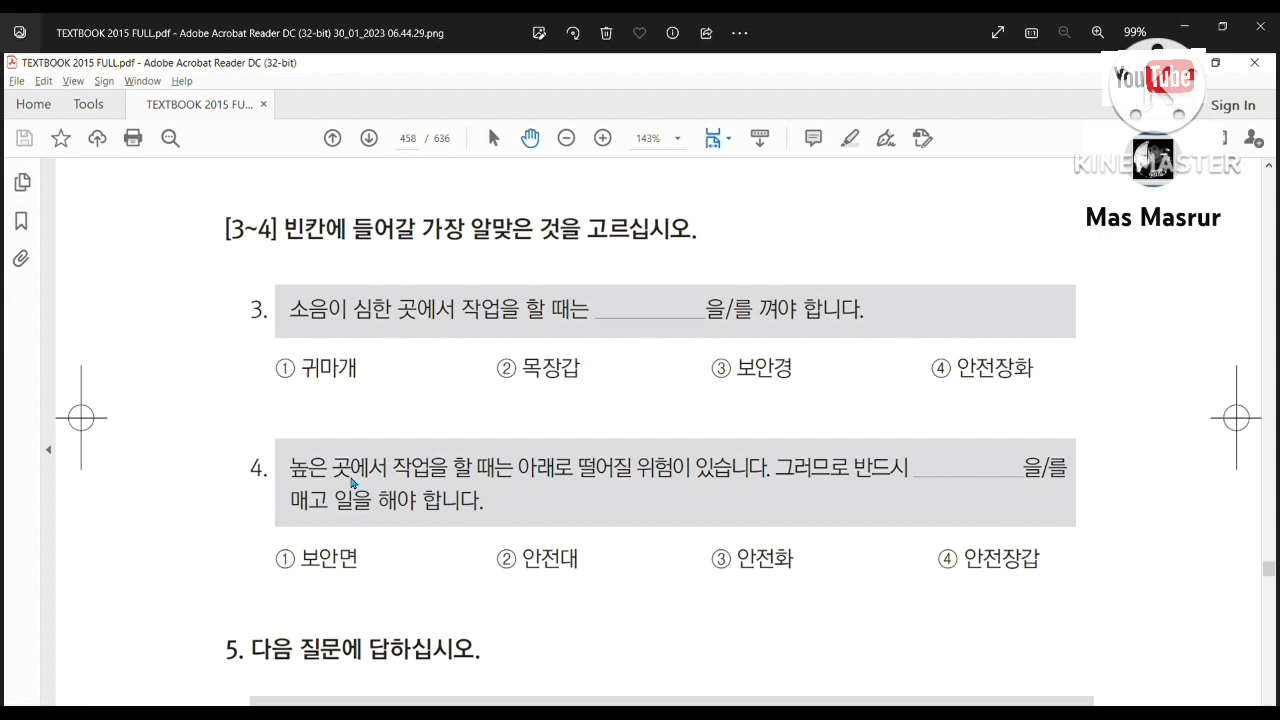 TEXTBOOK 2015 FULL.pdf - Adobe Acrobat Reader DC (32-bit) 30_01_2023 06.44.29.png
99%
TEXTBOOK 2015 FULL.pdf - Adobe Acrobat Reader DC (32-bit)
File Edit View Sign Window Help
YouTube
Home Tools TEXTBOOK 2015 FU... × Sign In
458 / 636 143%
KINEMASTER
Mas Masrur
[3~4] 빈칸에 들어갈 가장 알맞은 것을 고르십시오.
3. 소음이 심한 곳에서 작업을 할 때는 __________을/를 껴야 합니다.
① 귀마개 ② 목장갑 ③ 보안경 ④ 안전장화
4. 높은 곳에서 작업을 할 때는 아래로 떨어질 위험이 있습니다. 그러므로 반드시 __________을/를
매고 일을 해야 합니다.
① 보안면 ② 안전대 ③ 안전화 ④ 안전장갑
5. 다음 질문에 답하십시오.